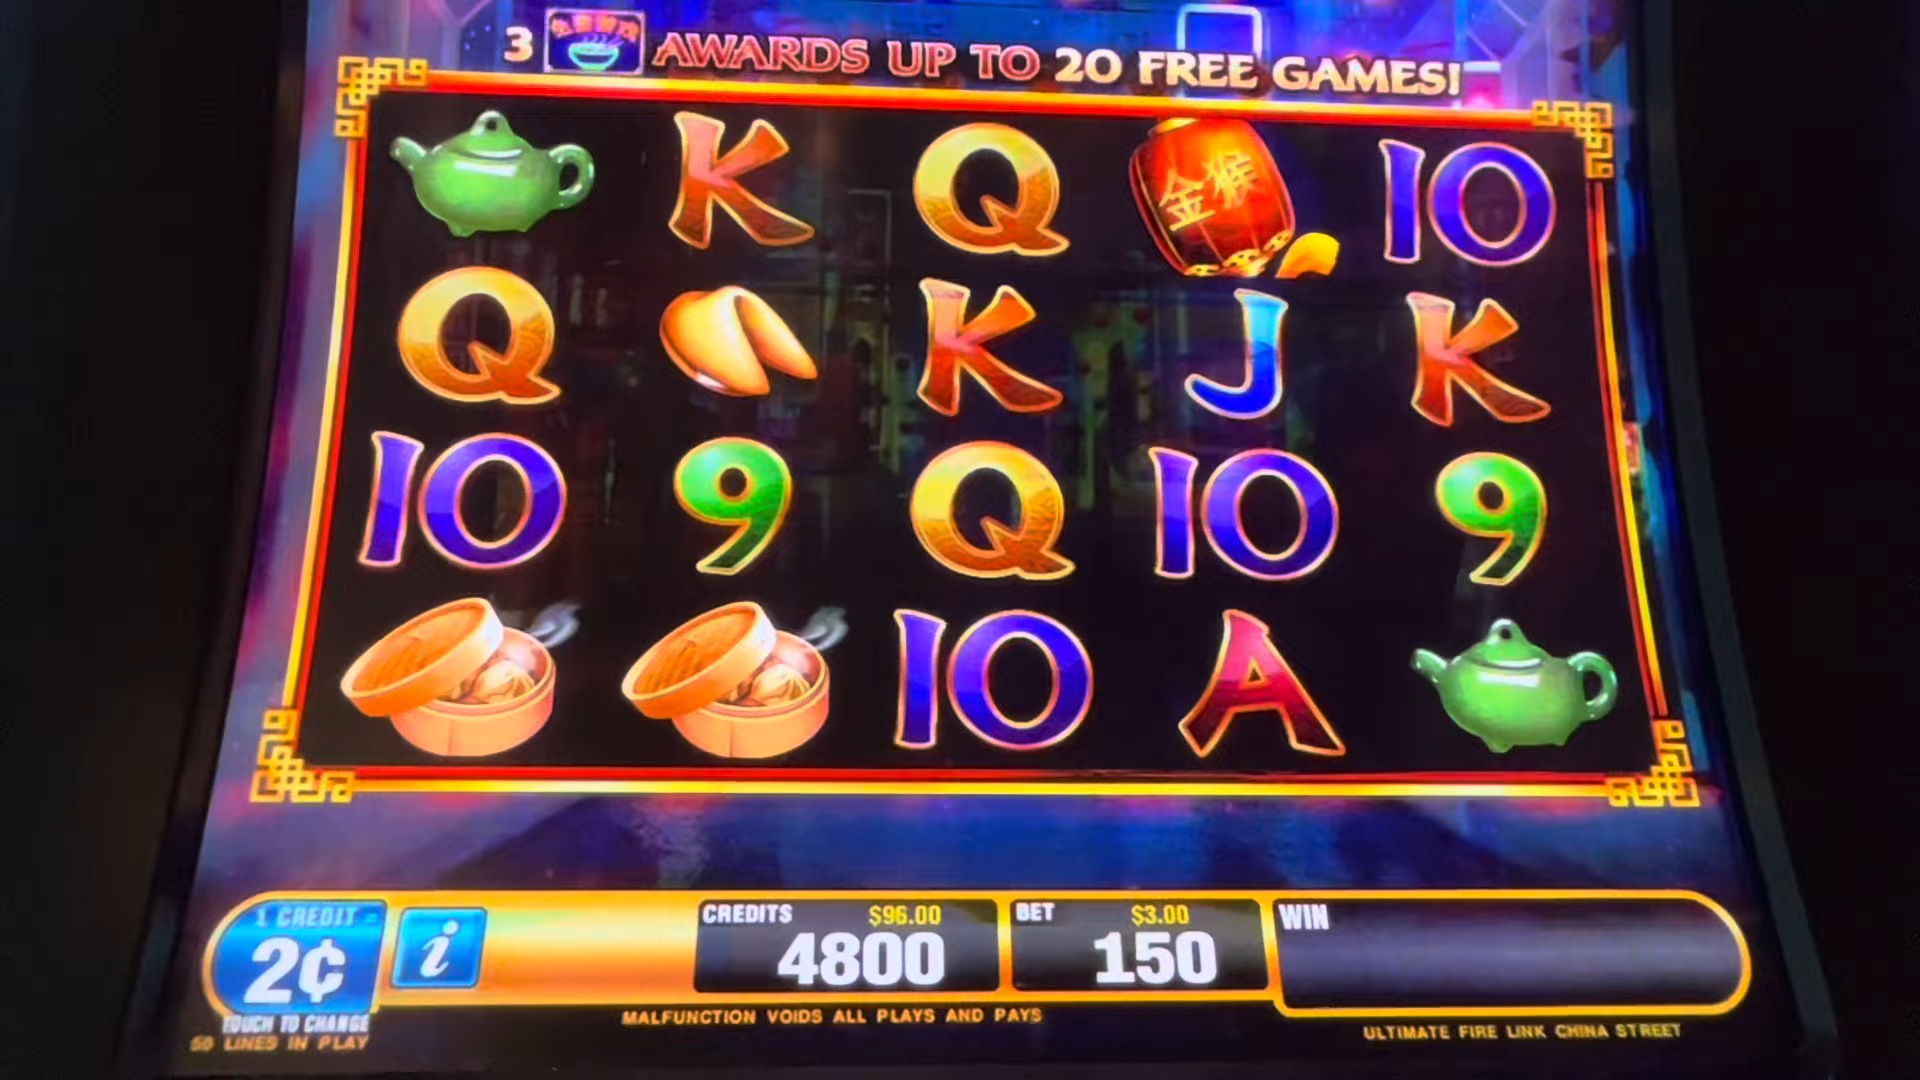 3 AWARDS UP TO 20 FREE GAMES!
K Q 金猴 10
Q K J K
10 9 Q 10 9
10 A
1 CREDIT =
2¢
TOUCH TO CHANGE
50 LINES IN PLAY
i
CREDITS $96.00
4800
BET $3.00
150
WIN
MALFUNCTION VOIDS ALL PLAYS AND PAYS
ULTIMATE FIRE LINK CHINA STREET